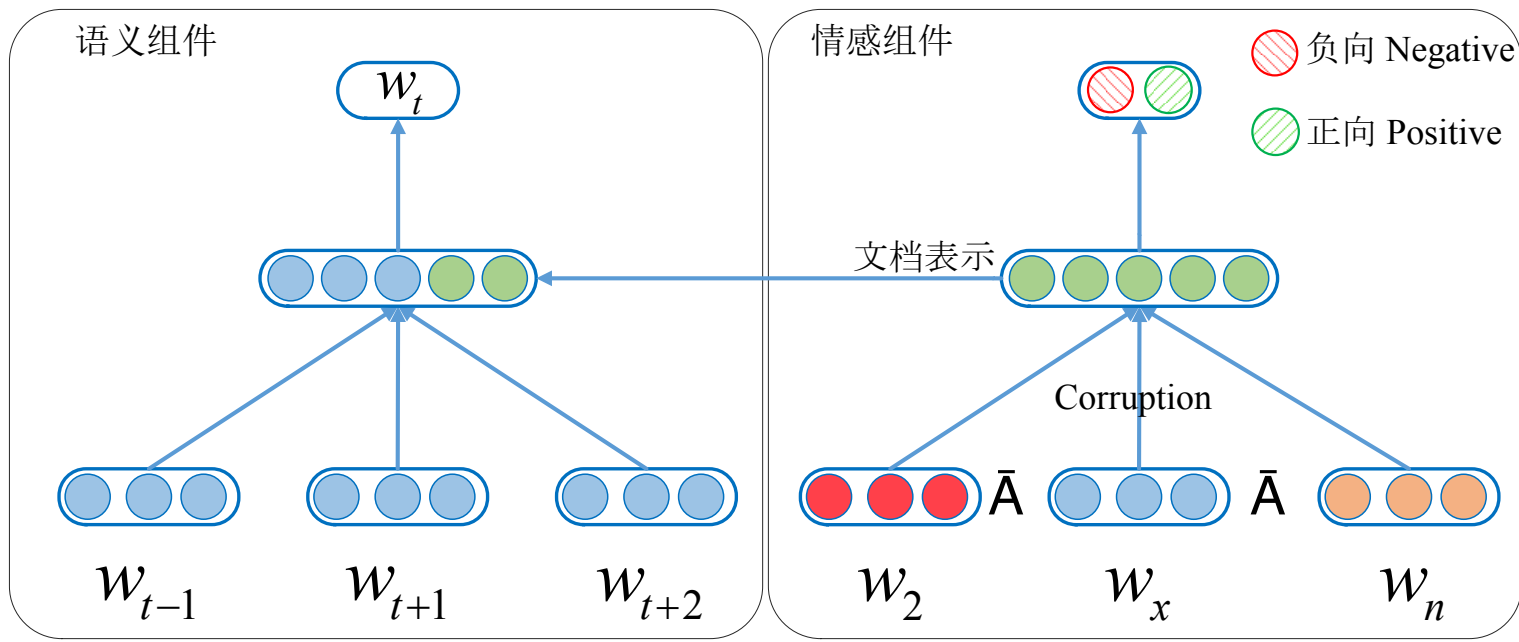 语义组件
w_t
w_{t-1}
w_{t+1}
w_{t+2}
情感组件
负向 Negative
正向 Positive
文档表示
Corruption
Ā
Ā
w_2
w_x
w_n